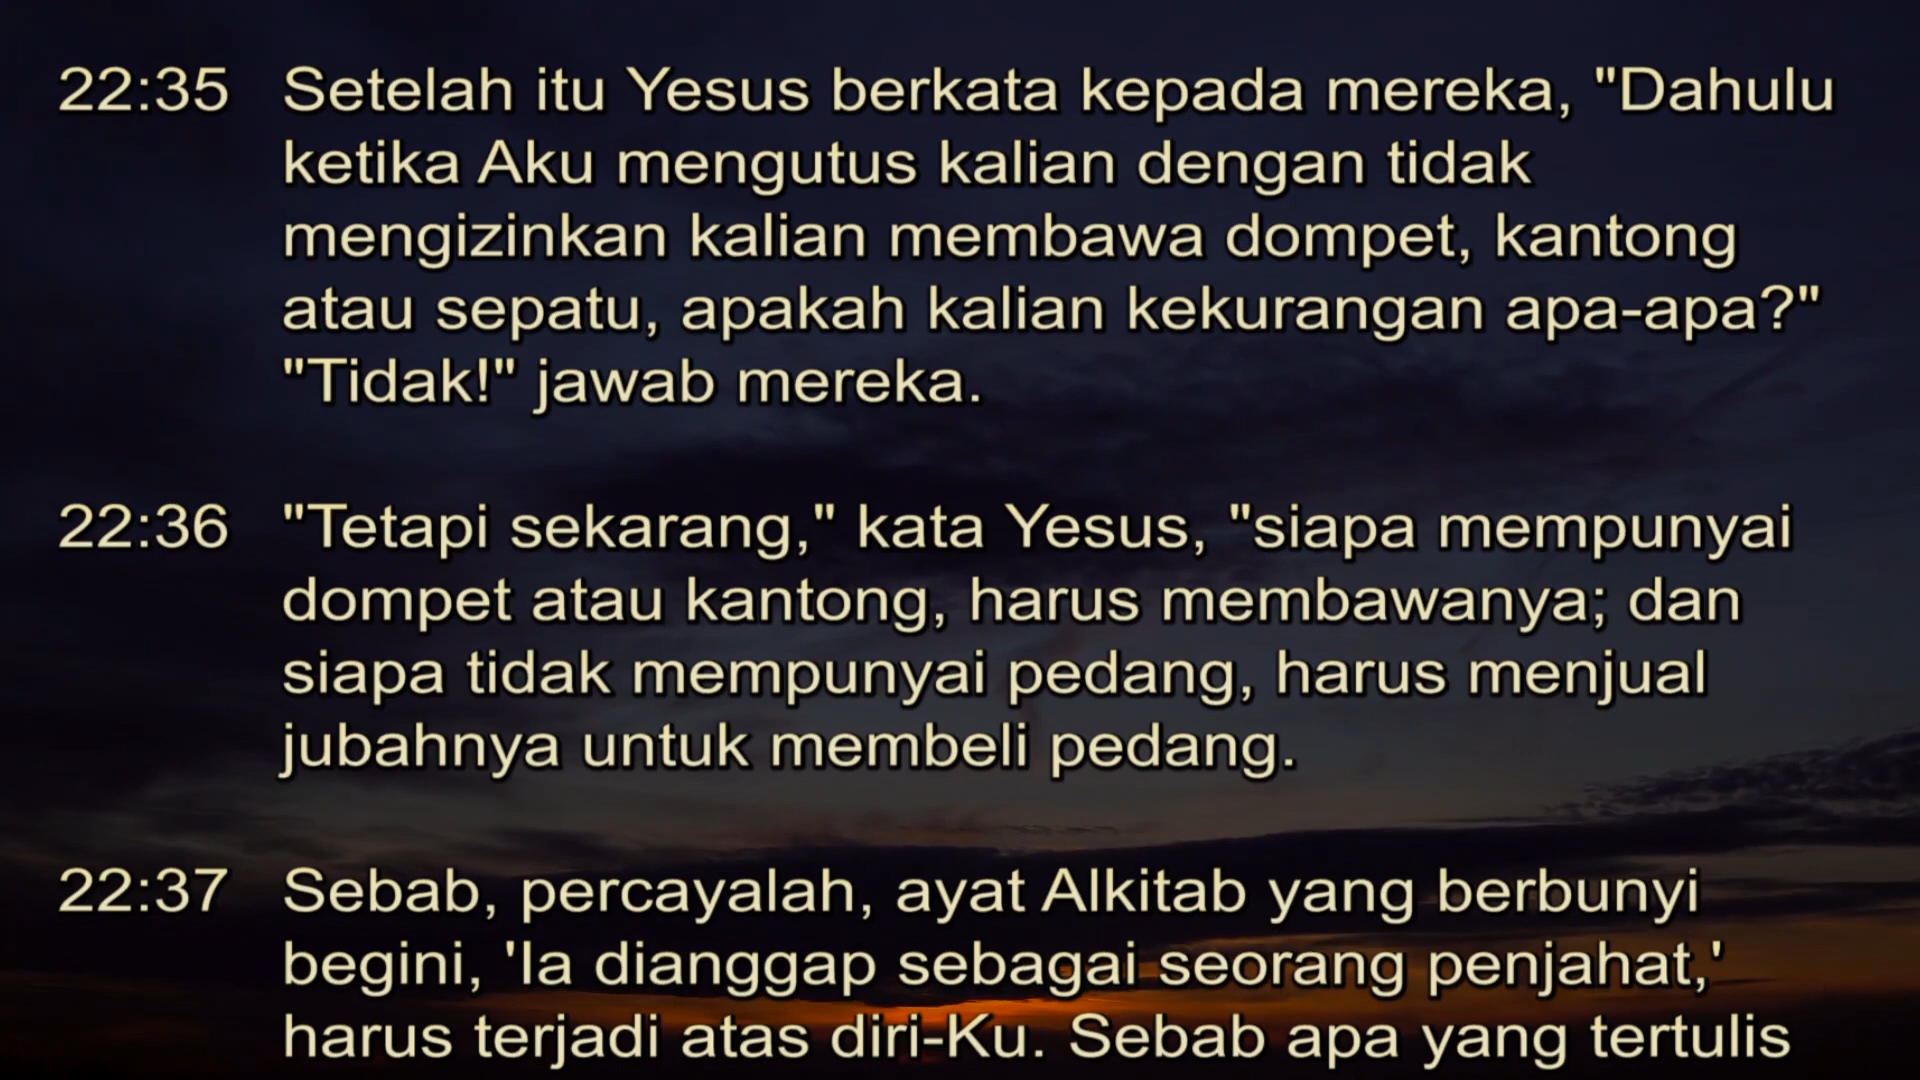 22:35 Setelah itu Yesus berkata kepada mereka, "Dahulu
ketika Aku mengutus kalian dengan tidak
mengizinkan kalian membawa dompet, kantong
atau sepatu, apakah kalian kekurangan apa-apa?"
"Tidak!" jawab mereka.
22:36 "Tetapi sekarang," kata Yesus, "siapa mempunyai
dompet atau kantong, harus membawanya; dan
siapa tidak mempunyai pedang, harus menjual
jubahnya untuk membeli pedang.
22:37 Sebab, percayalah, ayat Alkitab yang berbunyi
begini, 'Ia dianggap sebagai seorang penjahat,'
harus terjadi atas diri-Ku. Sebab apa yang tertulis